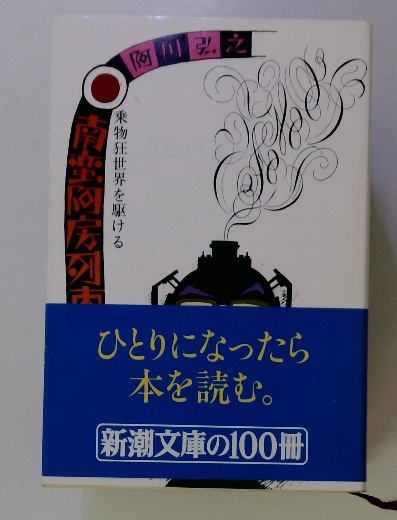 阿川弘之
南蛮阿房列車
乗物狂世界を駆ける
ひとりになったら
本を読む。
新潮文庫の100冊